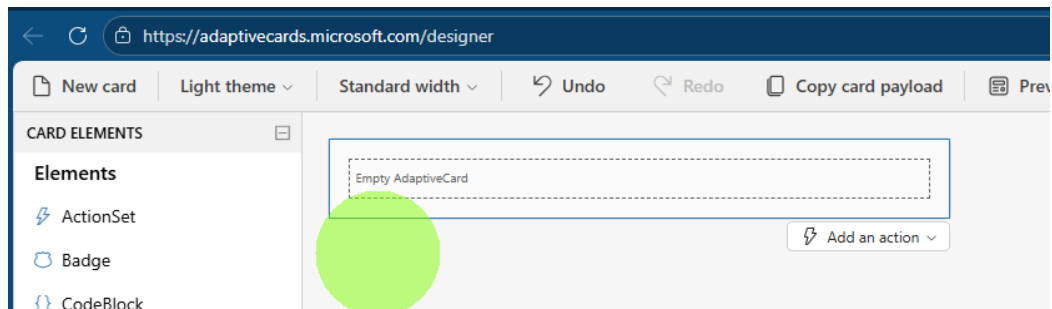 https://adaptivecards.microsoft.com/designer
New card Light theme Standard width Undo Redo Copy card payload
CARD ELEMENTS
Elements
Empty AdaptiveCard
ActionSet
Add an action
Badge
CodeBlock